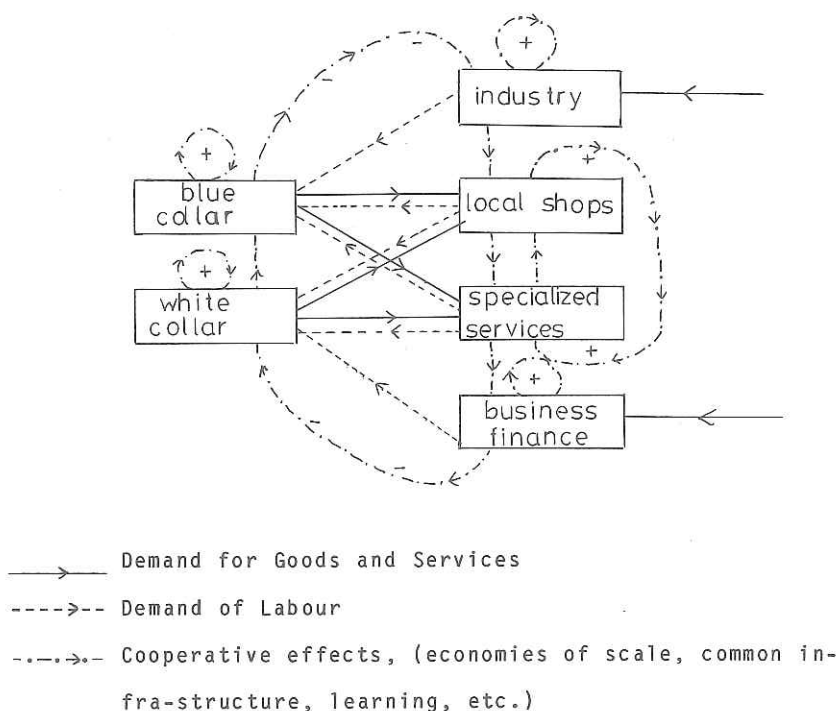 +
-
-
industry
+
+
blue
collar
local shops
+
white
collar
specialized
services
+
+
business
finance
-
-
Demand for Goods and Services
Demand of Labour
Cooperative effects, (economies of scale, common in-
fra-structure, learning, etc.)